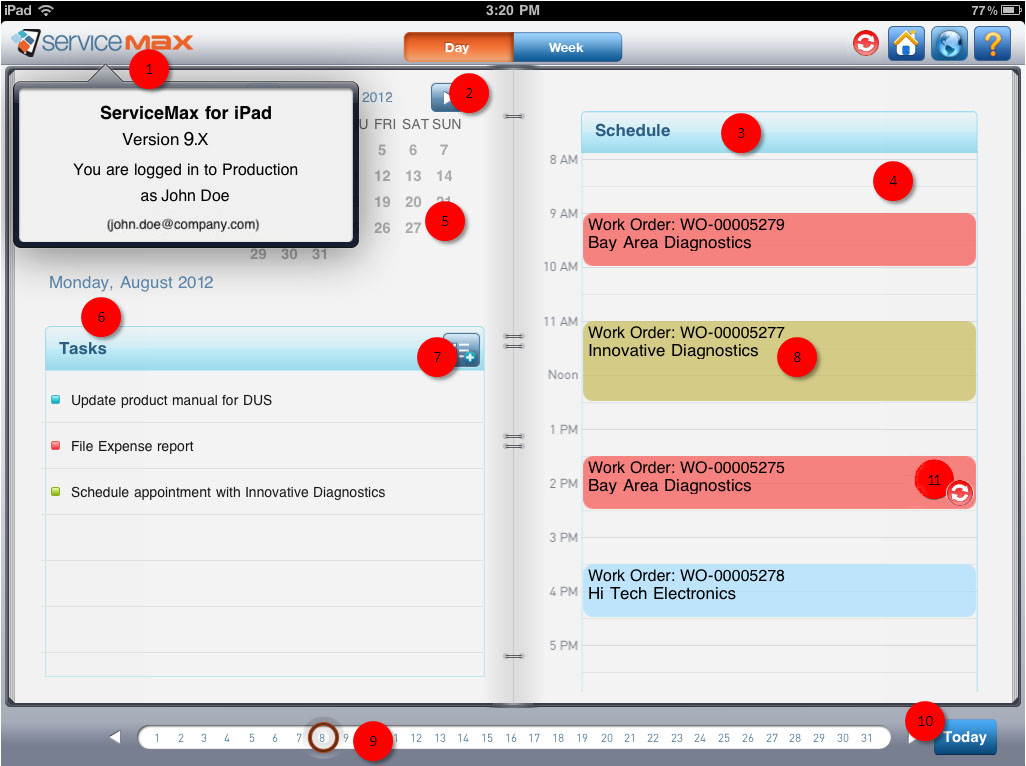 iPad 3:20 PM 77%
serviceMAX Day Week ?
1
ServiceMax for iPad
Version 9.X
You are logged in to Production
as John Doe
(john.doe@company.com)
2012 2
U FRI SAT SUN
5 6 7
12 13 14
19 20 21
5
26 27
29 30 31
Monday, August 2012
6
Tasks 7
Update product manual for DUS
File Expense report
Schedule appointment with Innovative Diagnostics
Schedule 3
8 AM
4
9 AM
Work Order: WO-00005279
Bay Area Diagnostics
10 AM
11 AM
Work Order: WO-00005277
Innovative Diagnostics 8
Noon
1 PM
Work Order: WO-00005275
Bay Area Diagnostics 11
2 PM
3 PM
Work Order: WO-00005278
Hi Tech Electronics
4 PM
5 PM
10
1 2 3 4 5 6 7 8 9 9 12 13 14 15 16 17 18 19 20 21 22 23 24 25 26 27 28 29 30 31 Today